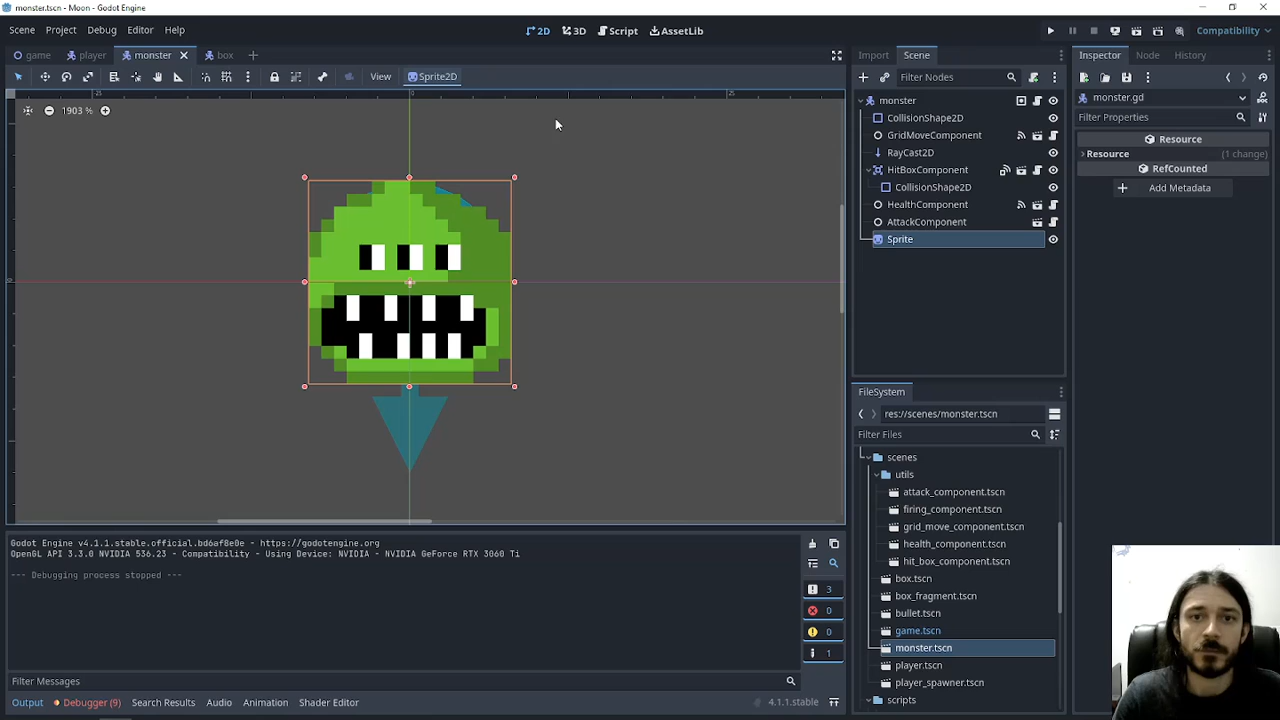 monster.tscn - Moon - Godot Engine
Scene Project Debug Editor Help
2D 3D Script AssetLib
Compatibility
game player monster box
View Sprite2D
-25 0 25
1903 %
0
Import Scene
Filter Nodes
monster
CollisionShape2D
GridMoveComponent
RayCast2D
HitBoxComponent
CollisionShape2D
HealthComponent
AttackComponent
Sprite
Inspector Node History
monster.gd
Filter Properties
Resource
Resource (1 change)
RefCounted
Add Metadata
FileSystem
res://scenes/monster.tscn
Filter Files
scenes
utils
attack_component.tscn
firing_component.tscn
grid_move_component.tscn
health_component.tscn
hit_box_component.tscn
box.tscn
box_fragment.tscn
bullet.tscn
game.tscn
monster.tscn
player.tscn
player_spawner.tscn
scripts
Godot Engine v4.1.1.stable.official.bd6af8e0e - https://godotengine.org
OpenGL API 3.3.0 NVIDIA 536.23 - Compatibility - Using Device: NVIDIA - NVIDIA GeForce RTX 3060 Ti
--- Debugging process stopped ---
3
0
0
1
Filter Messages
Output Debugger (9) Search Results Audio Animation Shader Editor
4.1.1.stable